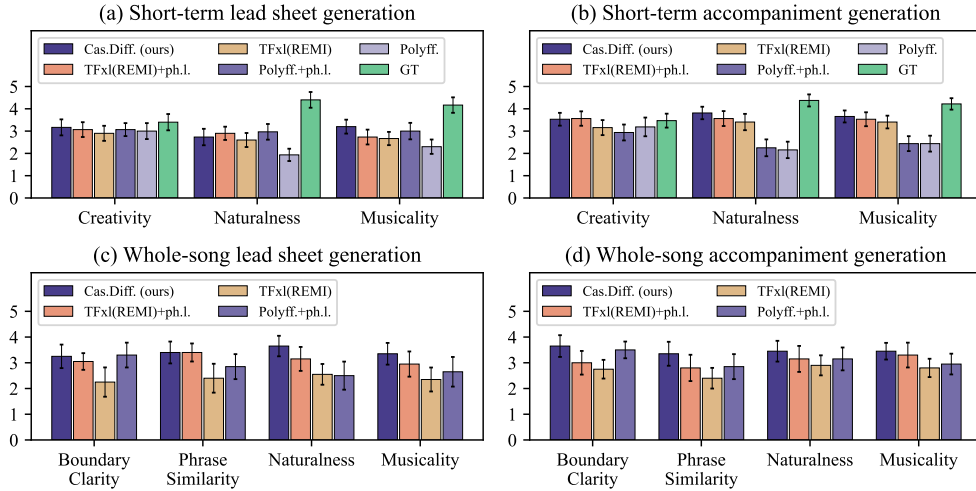 (a) Short-term lead sheet generation
Cas.Diff. (ours) TFxl(REMI) Polyff.
TFxl(REMI)+ph.l. Polyff.+ph.l. GT
5
4
3
2
1
0
Creativity Naturalness Musicality
(b) Short-term accompaniment generation
Cas.Diff. (ours) TFxl(REMI) Polyff.
TFxl(REMI)+ph.l. Polyff.+ph.l. GT
5
4
3
2
1
0
Creativity Naturalness Musicality
(c) Whole-song lead sheet generation
Cas.Diff. (ours) TFxl(REMI)
TFxl(REMI)+ph.l. Polyff.+ph.l.
5
4
3
2
1
0
Boundary Phrase Naturalness Musicality
Clarity Similarity
(d) Whole-song accompaniment generation
Cas.Diff. (ours) TFxl(REMI)
TFxl(REMI)+ph.l. Polyff.+ph.l.
5
4
3
2
1
0
Boundary Phrase Naturalness Musicality
Clarity Similarity